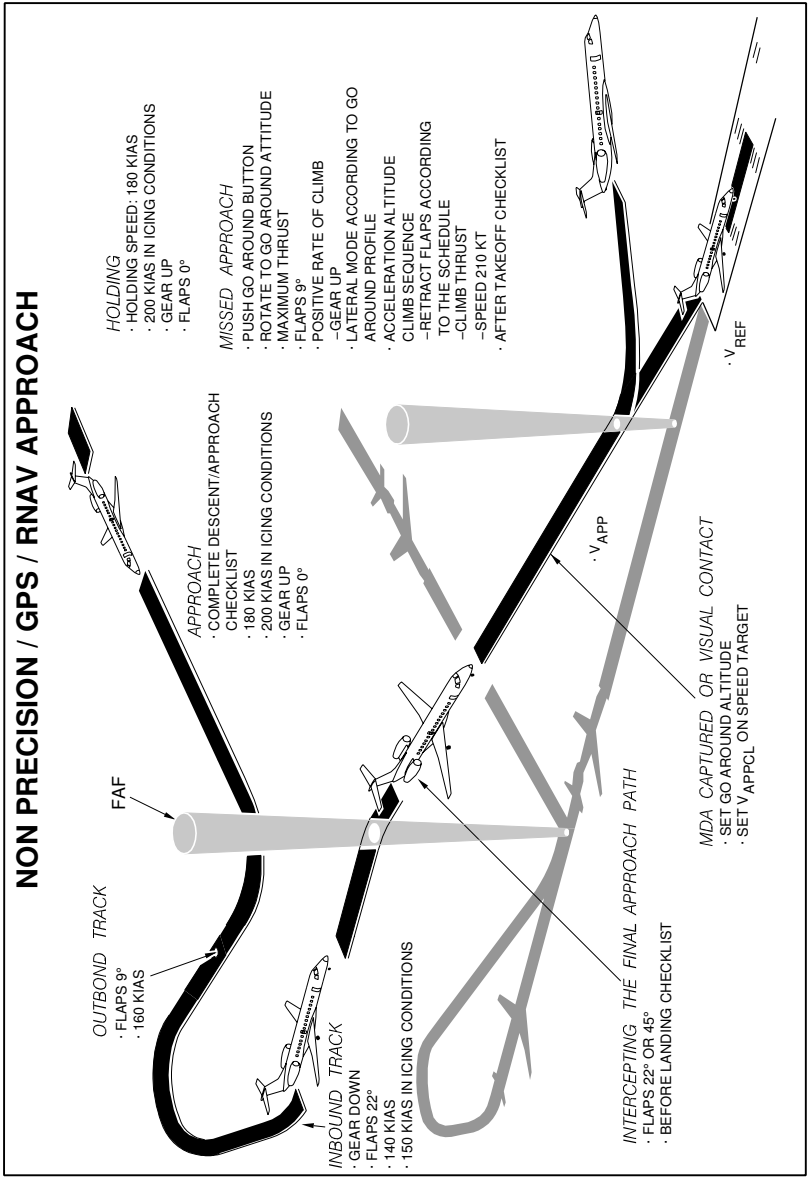 NON PRECISION / GPS / RNAV APPROACH
OUTBOND TRACK
· FLAPS 9°
· 160 KIAS
FAF
APPROACH
· COMPLETE DESCENT/APPROACH
CHECKLIST
· 180 KIAS
· 200 KIAS IN ICING CONDITIONS
· GEAR UP
· FLAPS 0°
HOLDING
· HOLDING SPEED: 180 KIAS
· 200 KIAS IN ICING CONDITIONS
· GEAR UP
· FLAPS 0°
MISSED APPROACH
· PUSH GO AROUND BUTTON
· ROTATE TO GO AROUND ATTITUDE
· MAXIMUM THRUST
· FLAPS 9°
· POSITIVE RATE OF CLIMB
–GEAR UP
· LATERAL MODE ACCORDING TO GO
AROUND PROFILE
· ACCELERATION ALTITUDE
CLIMB SEQUENCE
–RETRACT FLAPS ACCORDING
TO THE SCHEDULE
–CLIMB THRUST
–SPEED 210 KT
· AFTER TAKEOFF CHECKLIST
INBOUND TRACK
· GEAR DOWN
· FLAPS 22°
· 140 KIAS
· 150 KIAS IN ICING CONDITIONS
INTERCEPTING THE FINAL APPROACH PATH
· FLAPS 22° OR 45°
· BEFORE LANDING CHECKLIST
MDA CAPTURED OR VISUAL CONTACT
· SET GO AROUND ALTITUDE
· SET VAPPCL ON SPEED TARGET
· VAPP
· VREF